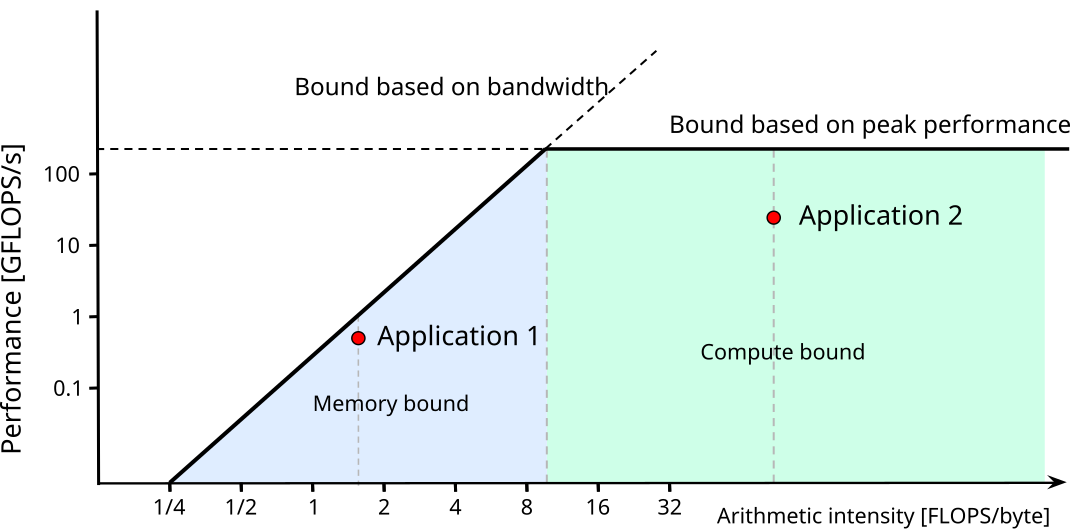 Bound based on bandwidth
Bound based on peak performance
Performance [GFLOPS/s]
100
10
1
0.1
Application 2
Application 1
Compute bound
Memory bound
1/4 1/2 1 2 4 8 16 32
Arithmetic intensity [FLOPS/byte]